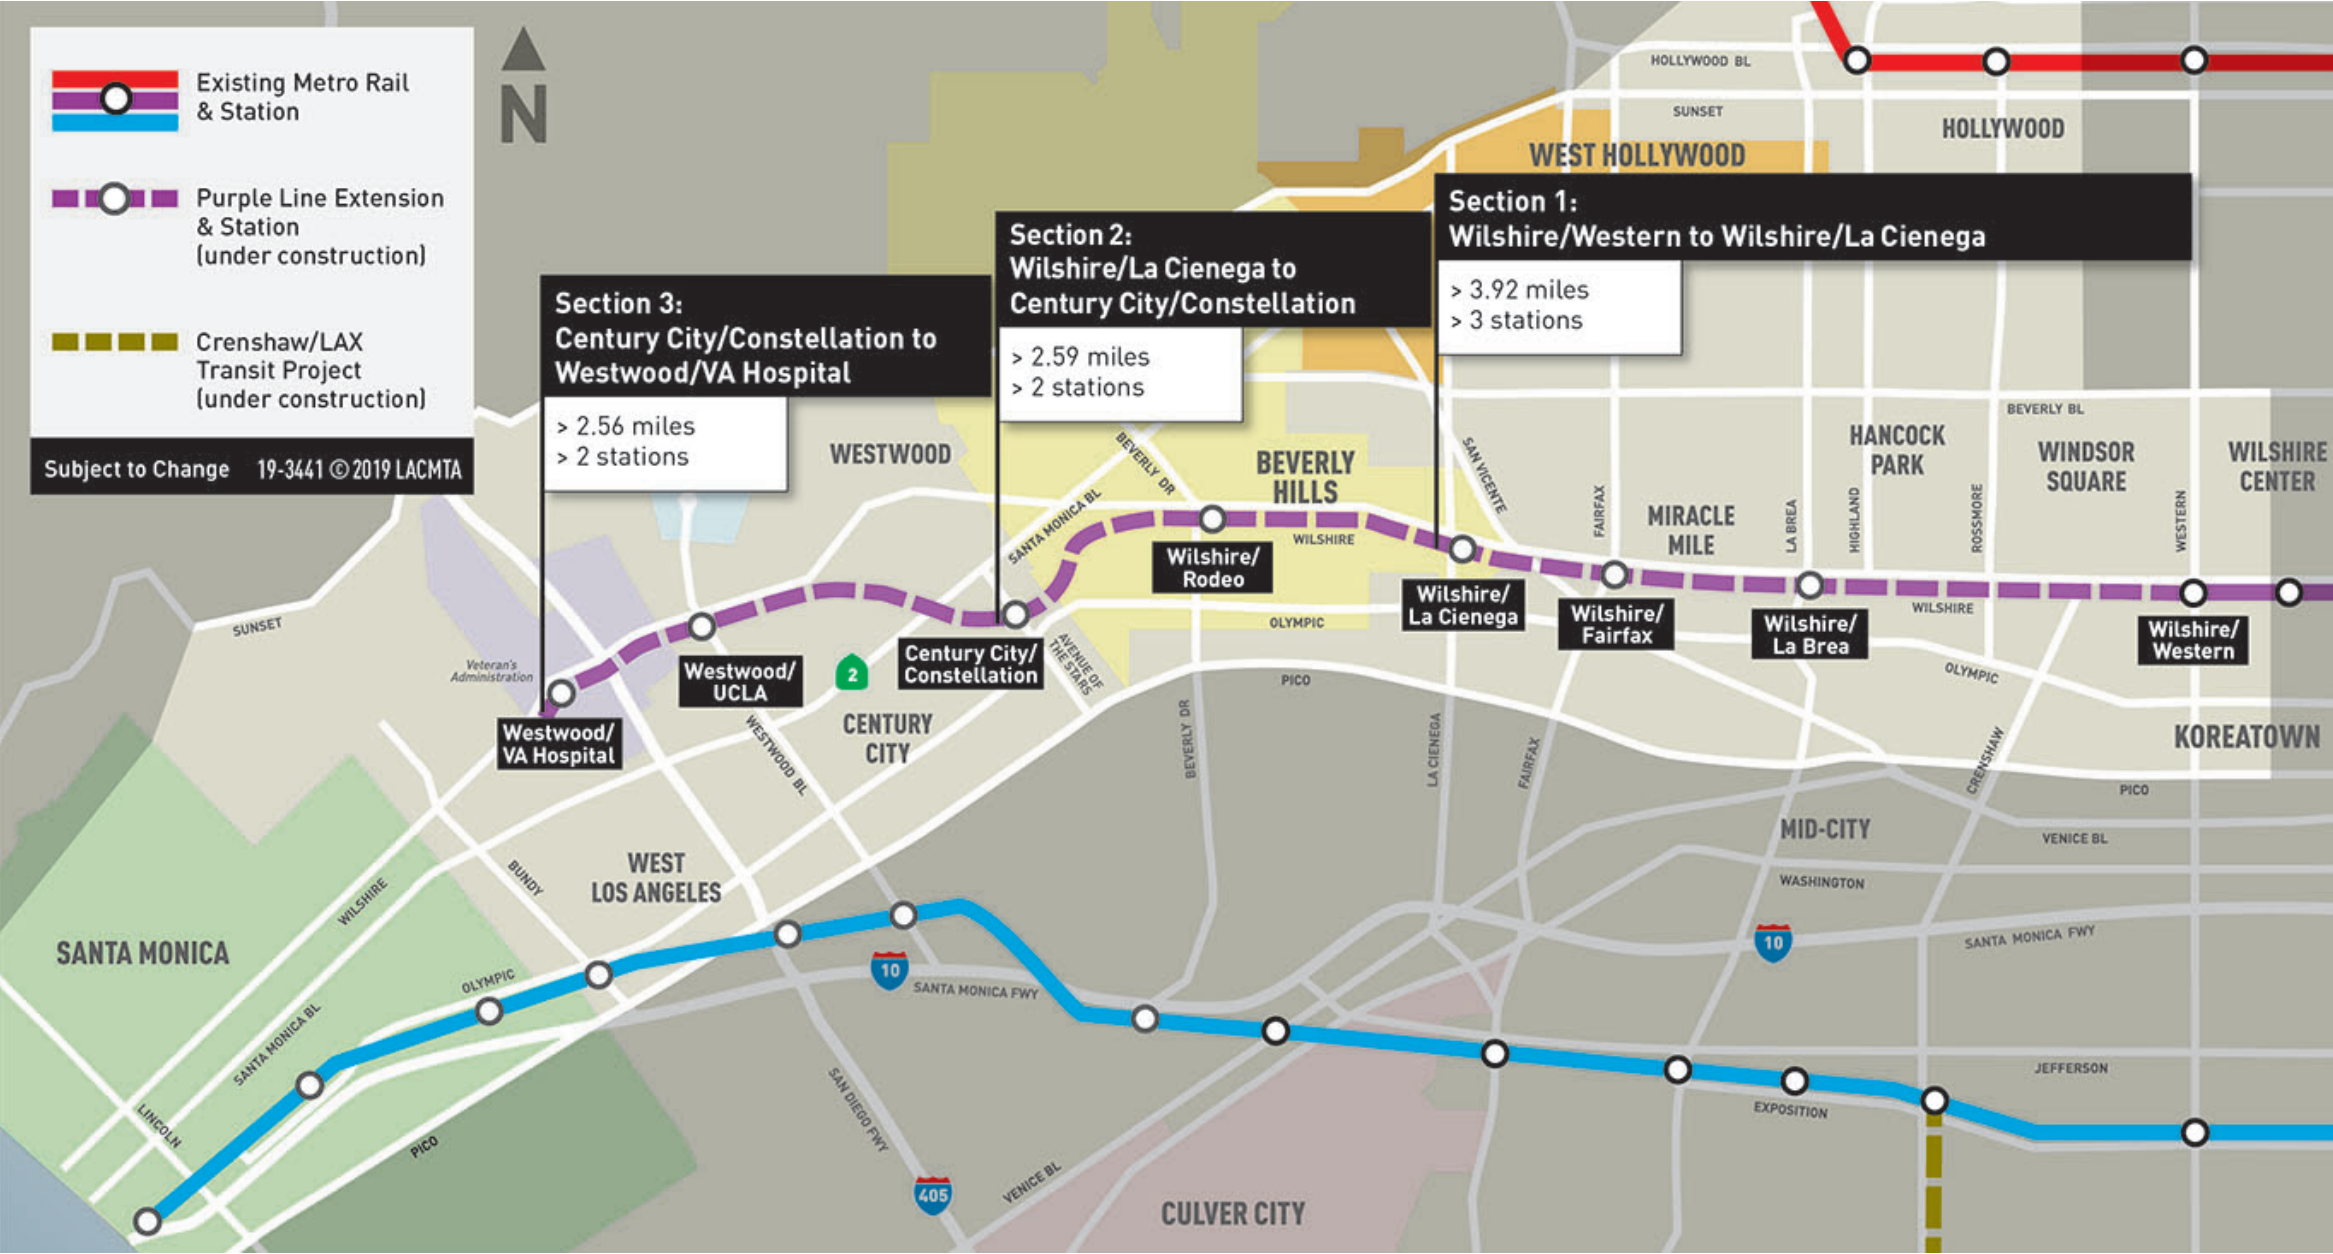 Existing Metro Rail
& Station
Purple Line Extension
& Station
(under construction)
Crenshaw/LAX
Transit Project
(under construction)
Subject to Change 19-3441 © 2019 LACMTA
N
Section 3:
Century City/Constellation to
Westwood/VA Hospital
> 2.56 miles
> 2 stations
Section 2:
Wilshire/La Cienega to
Century City/Constellation
> 2.59 miles
> 2 stations
Section 1:
Wilshire/Western to Wilshire/La Cienega
> 3.92 miles
> 3 stations
HOLLYWOOD BL
SUNSET
HOLLYWOOD
WEST HOLLYWOOD
BEVERLY BL
HANCOCK
PARK
WINDSOR
SQUARE
WILSHIRE
CENTER
WESTWOOD
BEVERLY DR
BEVERLY
HILLS
SAN VICENTE
SANTA MONICA BL
WILSHIRE
FAIRFAX
MIRACLE
MILE
LA BREA
HIGHLAND
ROSSMORE
WESTERN
Wilshire/
Rodeo
Wilshire/
La Cienega
Wilshire/
Fairfax
Wilshire/
La Brea
WILSHIRE
Wilshire/
Western
SUNSET
Veteran's
Administration
Westwood/
VA Hospital
Westwood/
UCLA
2
Century City/
Constellation
AVENUE OF
THE STARS
OLYMPIC
PICO
OLYMPIC
KOREATOWN
CENTURY
CITY
WESTWOOD BL
BEVERLY DR
LA CIENEGA
FAIRFAX
CRENSHAW
PICO
MID-CITY
VENICE BL
WASHINGTON
WEST
LOS ANGELES
BUNDY
WILSHIRE
SANTA MONICA
OLYMPIC
SANTA MONICA BL
LINCOLN
PICO
10
SANTA MONICA FWY
10
SANTA MONICA FWY
JEFFERSON
EXPOSITION
SAN DIEGO FWY
405
VENICE BL
CULVER CITY